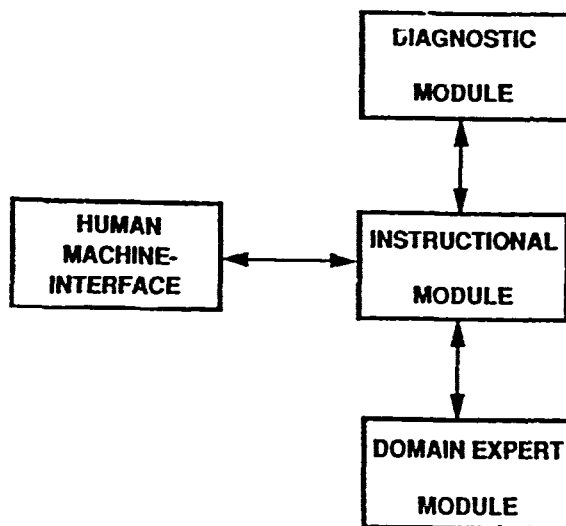 DIAGNOSTIC
MODULE
HUMAN
MACHINE-
INTERFACE
INSTRUCTIONAL
MODULE
DOMAIN EXPERT
MODULE